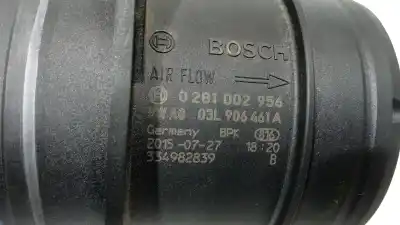 BOSCH
AIR FLOW
0 281 002 956
03L 906 461 A
Germany BPK
2015-07-27 18:20
334982839 8